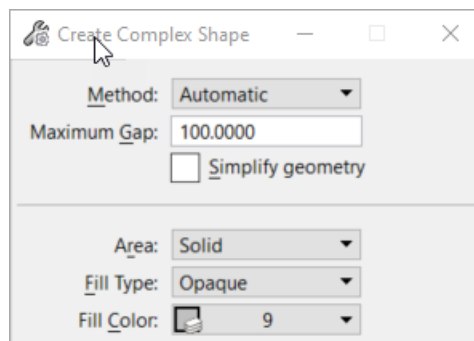 Create Complex Shape
Method: Automatic
Maximum Gap: 100.0000
Simplify geometry
Area: Solid
Fill Type: Opaque
Fill Color: 9